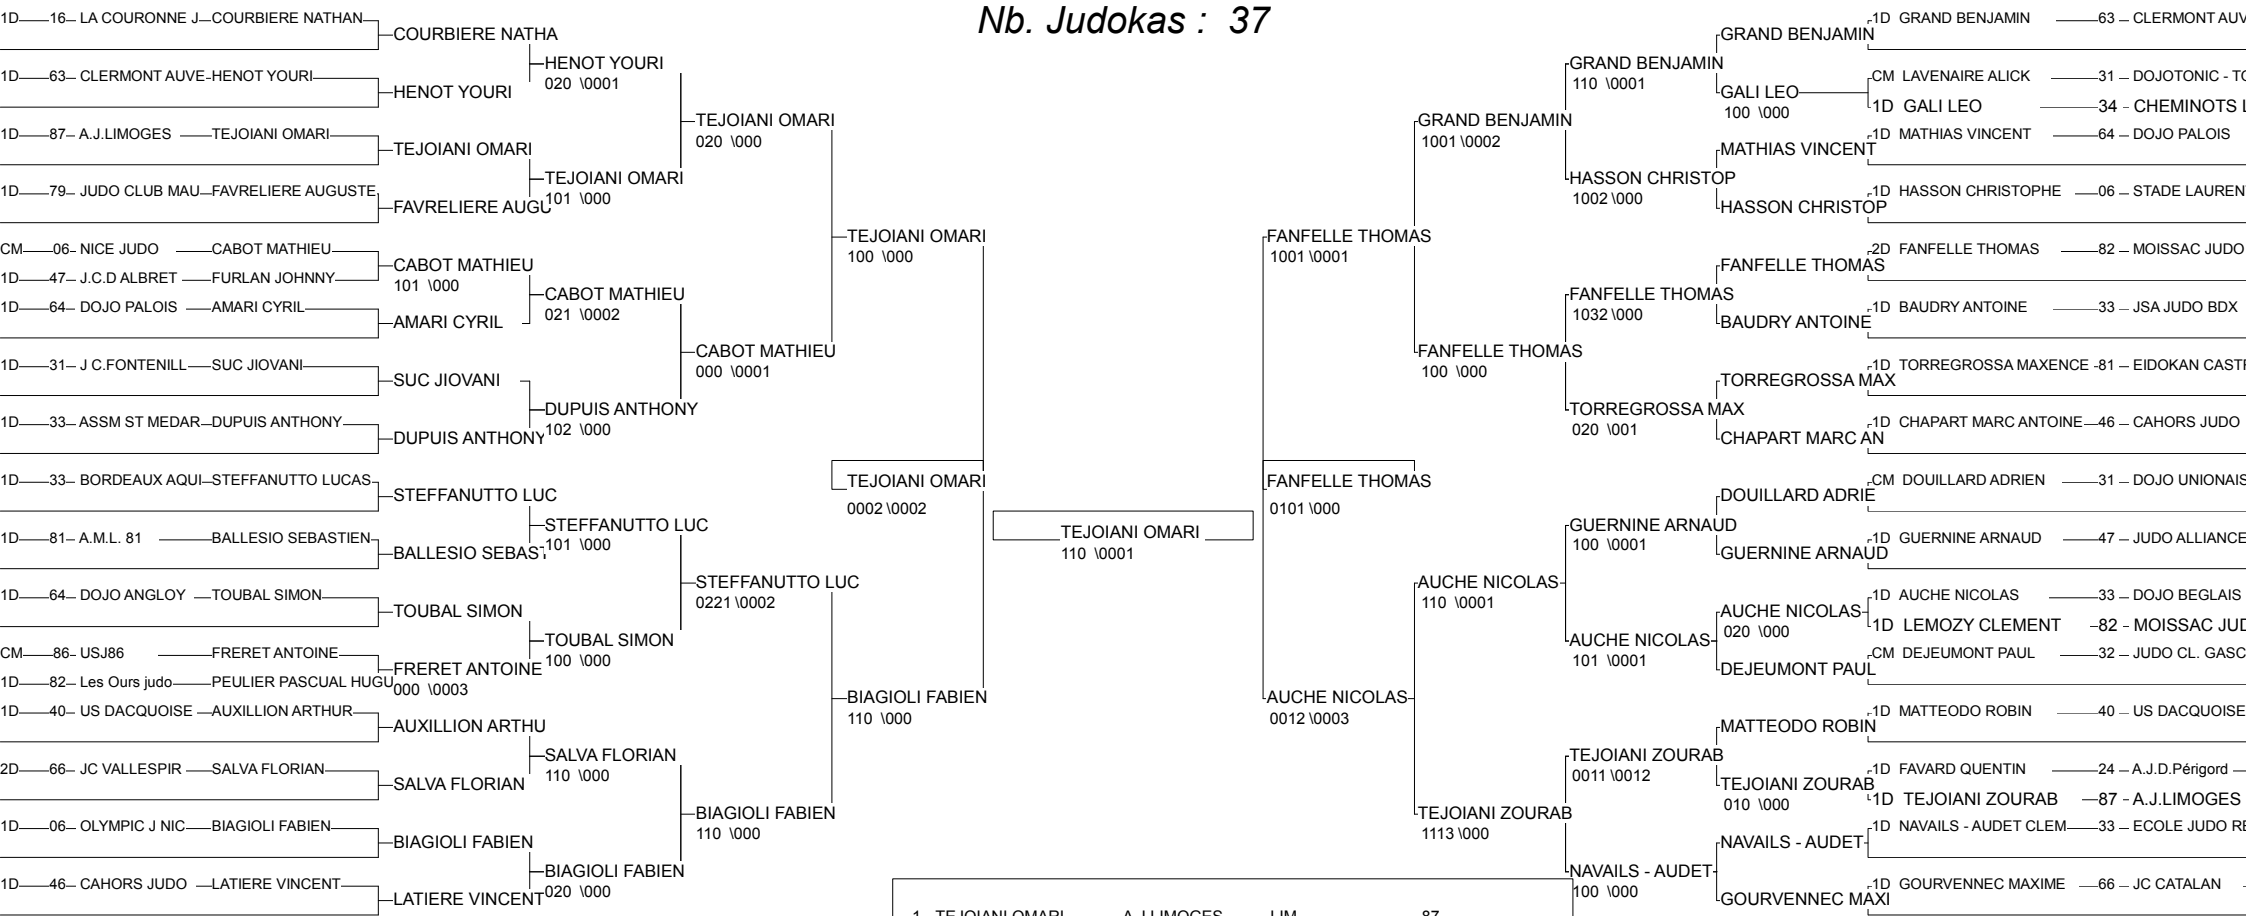 Nb. Judokas : 37
1D 16 LA COURONNE J COURBIERE NATHAN
1D 63 CLERMONT AUVE HENOT YOURI
1D 87 A.J.LIMOGES TEJOIANI OMARI
1D 79 JUDO CLUB MAU FAVRELIERE AUGUSTE
CM 06 NICE JUDO CABOT MATHIEU
1D 47 J.C.D ALBRET FURLAN JOHNNY
1D 64 DOJO PALOIS AMARI CYRIL
1D 31 J C.FONTENILL SUC JIOVANI
1D 33 ASSM ST MEDAR DUPUIS ANTHONY
1D 33 BORDEAUX AQUI STEFFANUTTO LUCAS
1D 81 A.M.L. 81 BALLESIO SEBASTIEN
1D 64 DOJO ANGLOY TOUBAL SIMON
CM 86 USJ86 FRERET ANTOINE
1D 82 Les Ours judo PEULIER PASCUAL HUGU
1D 40 US DACQUOISE AUXILLION ARTHUR
2D 66 JC VALLESPIR SALVA FLORIAN
1D 06 OLYMPIC J NIC BIAGIOLI FABIEN
1D 46 CAHORS JUDO LATIERE VINCENT
COURBIERE NATHA
HENOT YOURI
TEJOIANI OMARI
FAVRELIERE AUGU
CABOT MATHIEU
101 \000
AMARI CYRIL
SUC JIOVANI
DUPUIS ANTHONY
STEFFANUTTO LUC
BALLESIO SEBAST
TOUBAL SIMON
FRERET ANTOINE
000 \0003
AUXILLION ARTHU
SALVA FLORIAN
BIAGIOLI FABIEN
LATIERE VINCENT
HENOT YOURI
020 \0001
TEJOIANI OMARI
101 \000
CABOT MATHIEU
021 \0002
DUPUIS ANTHONY
102 \000
STEFFANUTTO LUC
101 \000
TOUBAL SIMON
100 \000
SALVA FLORIAN
110 \000
BIAGIOLI FABIEN
020 \000
TEJOIANI OMARI
020 \000
CABOT MATHIEU
000 \0001
STEFFANUTTO LUC
0221 \0002
BIAGIOLI FABIEN
110 \000
TEJOIANI OMARI
100 \000
TEJOIANI OMARI
0002 \0002
BIAGIOLI FABIEN
110 \000
TEJOIANI OMARI
110 \0001
FANFELLE THOMAS
1001 \0001
FANFELLE THOMAS
0101 \000
AUCHE NICOLAS
0012 \0003
GRAND BENJAMIN
1001 \0002
FANFELLE THOMAS
100 \000
AUCHE NICOLAS
110 \0001
TEJOIANI ZOURAB
1113 \000
GRAND BENJAMIN
110 \0001
HASSON CHRISTOP
1002 \000
FANFELLE THOMAS
1032 \000
TORREGROSSA MAX
020 \001
GUERNINE ARNAUD
100 \0001
AUCHE NICOLAS
101 \0001
TEJOIANI ZOURAB
0011 \0012
NAVAILS - AUDET
100 \000
GRAND BENJAMIN
GALI LEO
100 \000
MATHIAS VINCENT
HASSON CHRISTOP
FANFELLE THOMAS
BAUDRY ANTOINE
TORREGROSSA MAX
CHAPART MARC AN
DOUILLARD ADRIE
GUERNINE ARNAUD
AUCHE NICOLAS
020 \000
DEJEUMONT PAUL
MATTEODO ROBIN
TEJOIANI ZOURAB
010 \000
NAVAILS - AUDET
GOURVENNEC MAXI
1D GRAND BENJAMIN 63 CLERMONT AUV
CM LAVENAIRE ALICK 31 DOJOTONIC - TO
1D GALI LEO 34 - CHEMINOTS L
1D MATHIAS VINCENT 64 DOJO PALOIS
1D HASSON CHRISTOPHE 06 STADE LAUREN
2D FANFELLE THOMAS 82 MOISSAC JUDO
1D BAUDRY ANTOINE 33 JSA JUDO BDX
1D TORREGROSSA MAXENCE 81 EIDOKAN CASTR
1D CHAPART MARC ANTOINE 46 CAHORS JUDO
CM DOUILLARD ADRIEN 31 DOJO UNIONAIS
1D GUERNINE ARNAUD 47 JUDO ALLIANCE
1D AUCHE NICOLAS 33 DOJO BEGLAIS
1D LEMOZY CLEMENT 82 - MOISSAC JUD
CM DEJEUMONT PAUL 32 JUDO CL. GASC
1D MATTEODO ROBIN 40 US DACQUOISE
1D FAVARD QUENTIN 24 A.J.D.Périgord
1D TEJOIANI ZOURAB 87 - A.J.LIMOGES
1D NAVAILS - AUDET CLEM 33 ECOLE JUDO RE
1D GOURVENNEC MAXIME 66 JC CATALAN
1 TEJOIANI OMARI A.J.LIMOGES LIM 87